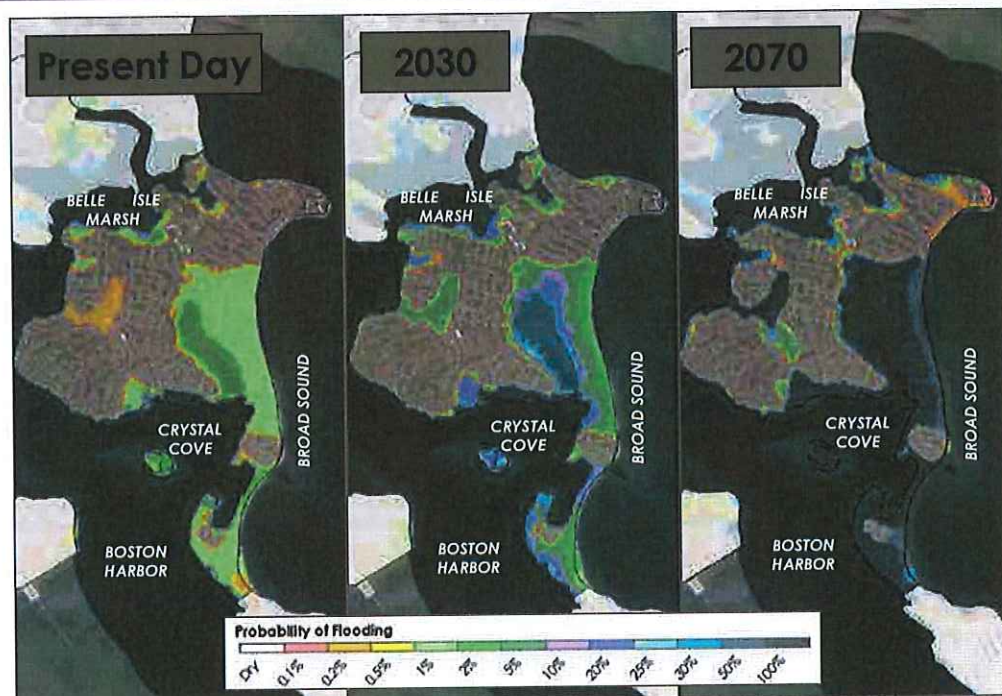 Present Day
2030
2070
BELLE ISLE
MARSH
BELLE ISLE
MARSH
BELLE ISLE
MARSH
BROAD SOUND
BROAD SOUND
BROAD SOUND
CRYSTAL
COVE
CRYSTAL
COVE
CRYSTAL
COVE
BOSTON
HARBOR
BOSTON
HARBOR
BOSTON
HARBOR
Probability of Flooding
Dry 0.1% 0.2% 0.5% 1% 2% 5% 10% 20% 25% 30% 50% 100%